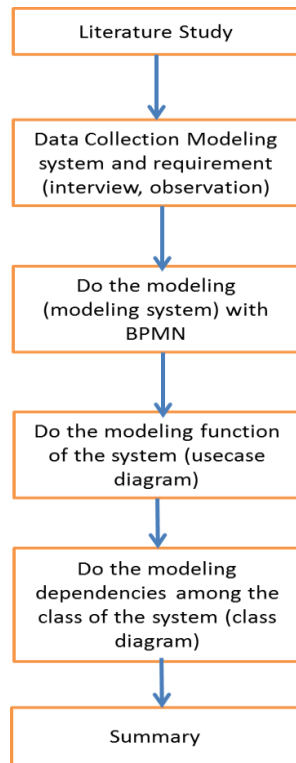 Literature Study
Data Collection Modeling
system and requirement
(interview, observation)
Do the modeling
(modeling system) with
BPMN
Do the modeling function
of the system (usecase
diagram)
Do the modeling
dependencies among the
class of the system (class
diagram)
Summary